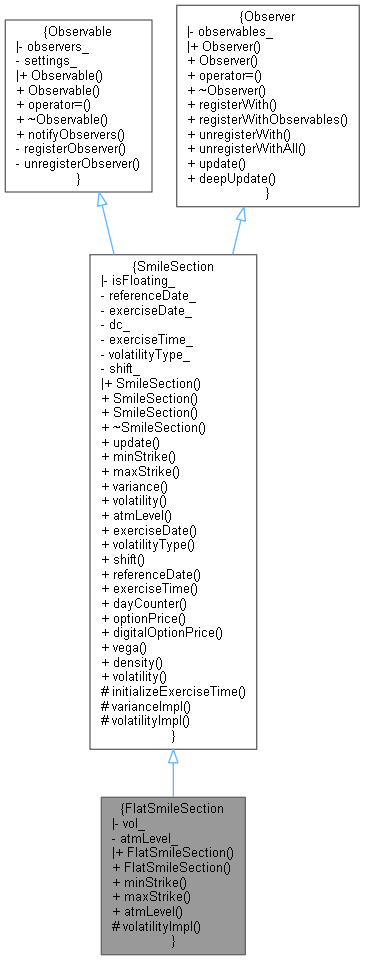 {Observable
|- observers_
- settings_
|+ Observable()
+ Observable()
+ operator=()
+ ~Observable()
+ notifyObservers()
- registerObserver()
- unregisterObserver()
}
{Observer
|- observables_
|+ Observer()
+ Observer()
+ operator=()
+ ~Observer()
+ registerWith()
+ registerWithObservables()
+ unregisterWith()
+ unregisterWithAll()
+ update()
+ deepUpdate()
}
{SmileSection
|- isFloating_
- referenceDate_
- exerciseDate_
- dc_
- exerciseTime_
- volatilityType_
- shift_
|+ SmileSection()
+ SmileSection()
+ SmileSection()
+ ~SmileSection()
+ update()
+ minStrike()
+ maxStrike()
+ variance()
+ volatility()
+ atmLevel()
+ exerciseDate()
+ volatilityType()
+ shift()
+ referenceDate()
+ exerciseTime()
+ dayCounter()
+ optionPrice()
+ digitalOptionPrice()
+ vega()
+ density()
+ volatility()
# initializeExerciseTime()
# varianceImpl()
# volatilityImpl()
}
{FlatSmileSection
|- vol_
- atmLevel_
|+ FlatSmileSection()
+ FlatSmileSection()
+ minStrike()
+ maxStrike()
+ atmLevel()
# volatilityImpl()
}